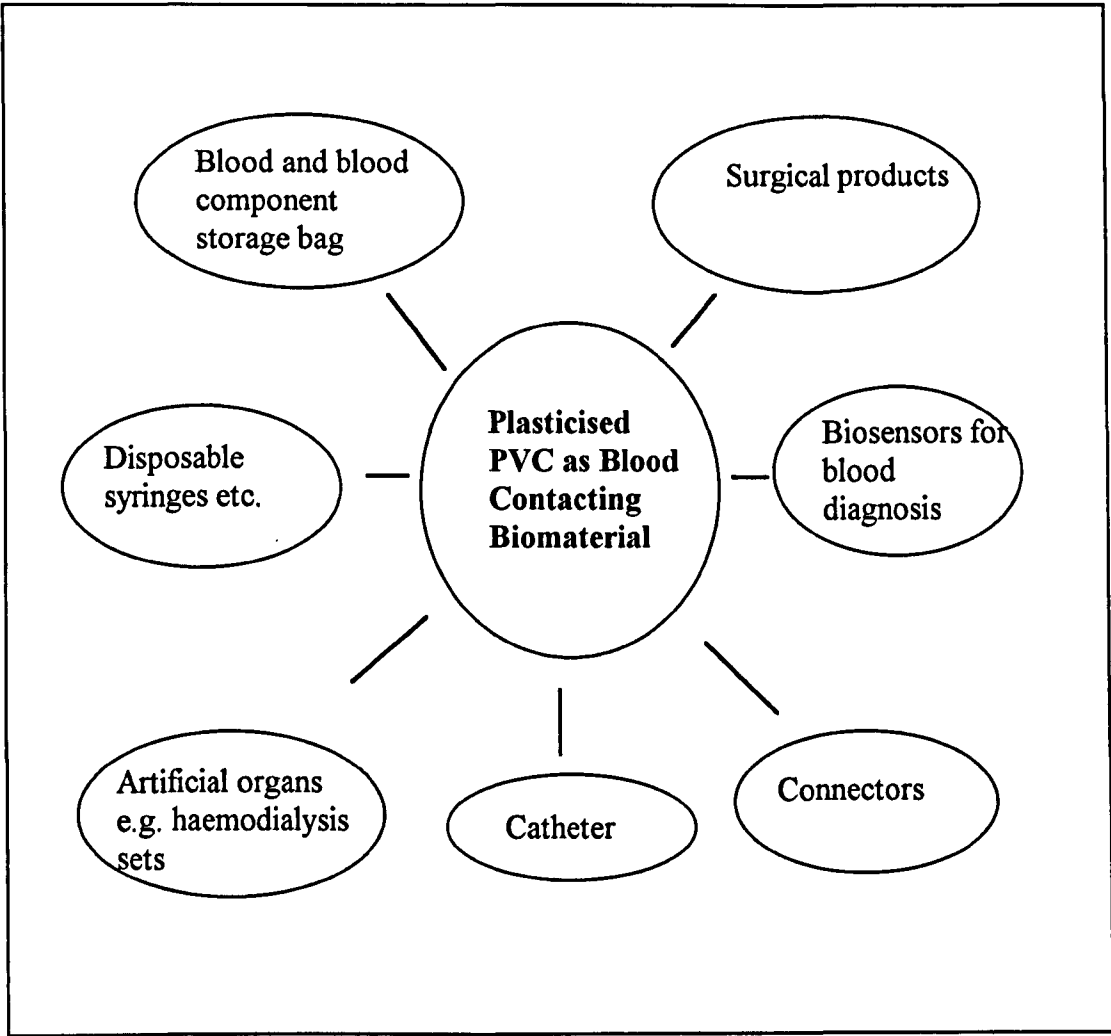 Blood and blood
component
storage bag
Surgical products
Plasticised
PVC as Blood
Contacting
Biomaterial
Disposable
syringes etc.
Biosensors for
blood
diagnosis
Artificial organs
e.g. haemodialysis
sets
Catheter
Connectors